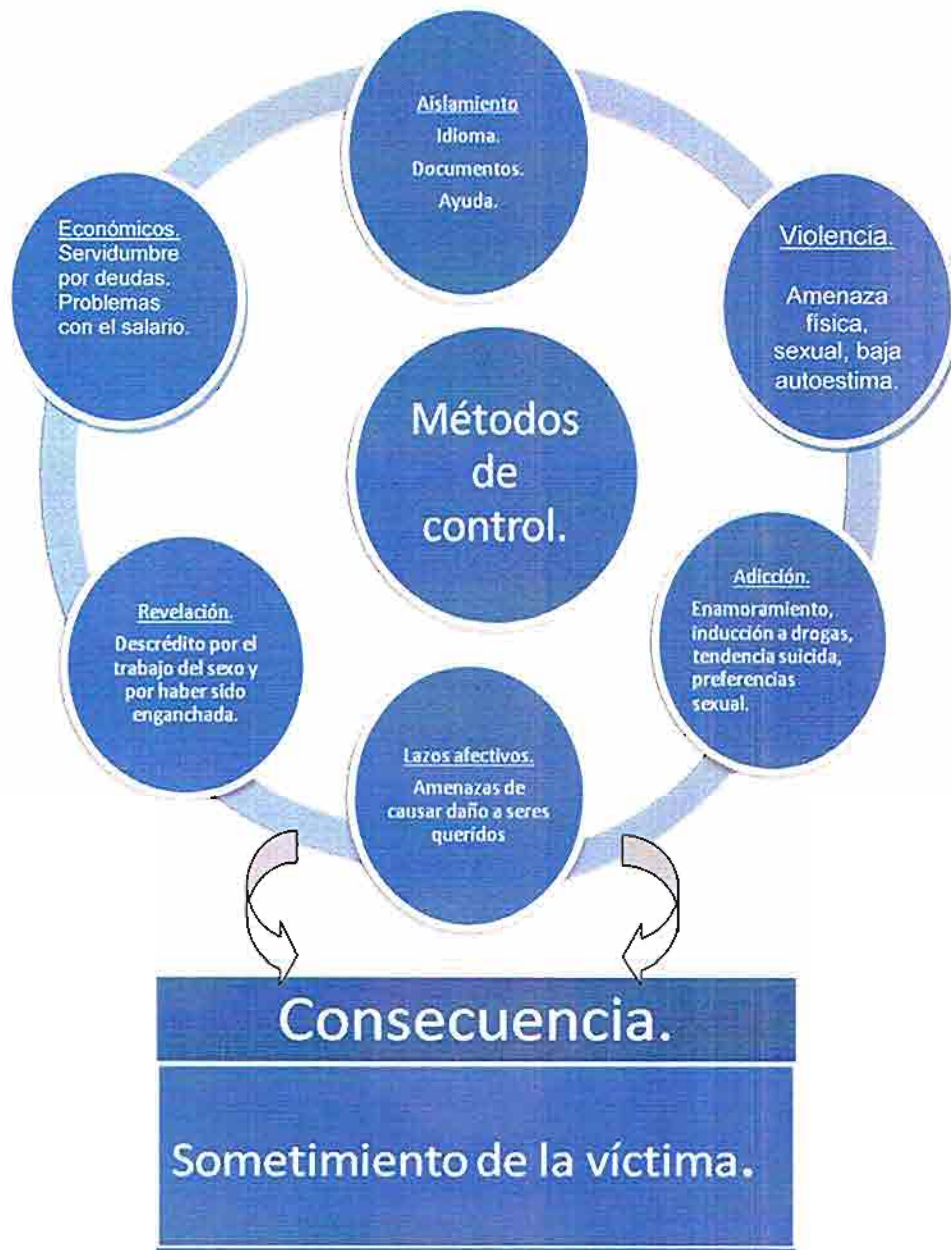 Aislamiento
Idioma.
Documentos.
Ayuda.
Violencia.
Amenaza
física,
sexual, baja
autoestima.
Adicción.
Enamoramiento,
inducción a drogas,
tendencia suicida,
preferencias
sexual.
Lazos afectivos.
Amenazas de
causar daño a seres
queridos
Revelación.
Descrédito por el
trabajo del sexo y
por haber sido
enganchada.
Económicos.
Servidumbre
por deudas.
Problemas
con el salario.
Métodos
de
control.
Consecuencia.
Sometimiento de la víctima.